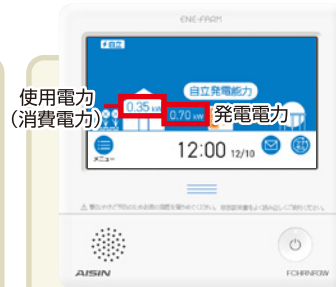 ENE-FARM
自立
自立発電能力
使用電力
(消費電力)
0.35 kW
0.70 kW
発電電力
メニュー
12:00 12/10
AISIN